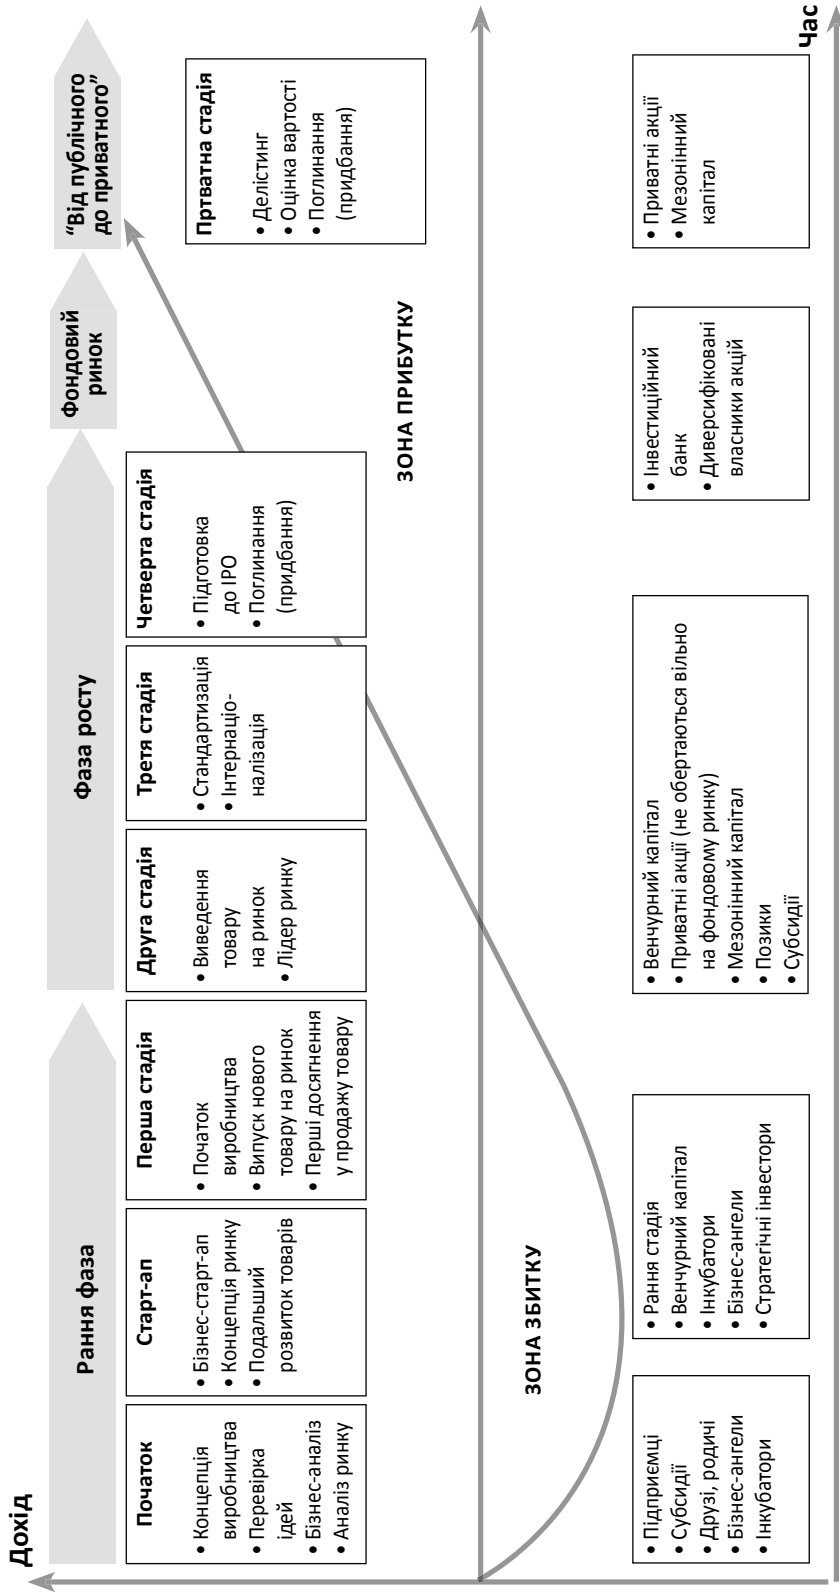 Дохід
Рання фаза
Фаза росту
Фондовий
ринок
“Від публічного
до приватного”
Початок
• Концепція
виробництва
• Перевірка
ідей
• Бізнес-аналіз
• Аналіз ринку
Старт-ап
• Бізнес-старт-ап
• Концепція ринку
• Подальший
розвиток товарів
Перша стадія
• Початок
виробництва
• Випуск нового
товару на ринок
• Перші досягнення
у продажу товару
Друга стадія
• Виведення
товару
на ринок
• Лідер ринку
Третя стадія
• Стандартизація
• Інтернаціо-
налізація
Четверта стадія
• Підготовка
до IPO
• Поглинання
(придбання)
Пртватна стадія
• Делістинг
• Оцінка вартості
• Поглинання
(придбання)
ЗОНА ПРИБУТКУ
ЗОНА ЗБИТКУ
• Підприємці
• Субсидії
• Друзі, родичі
• Бізнес-ангели
• Інкубатори
• Рання стадія
• Венчурний капітал
• Інкубатори
• Бізнес-ангели
• Стратегічні інвестори
• Венчурний капітал
• Приватні акції (не обертаються вільно
на фондовому ринку)
• Мезонінний капітал
• Позики
• Субсидії
• Інвестиційний
банк
• Диверсифіковані
власники акцій
• Приватні акції
• Мезонінний
капітал
Час